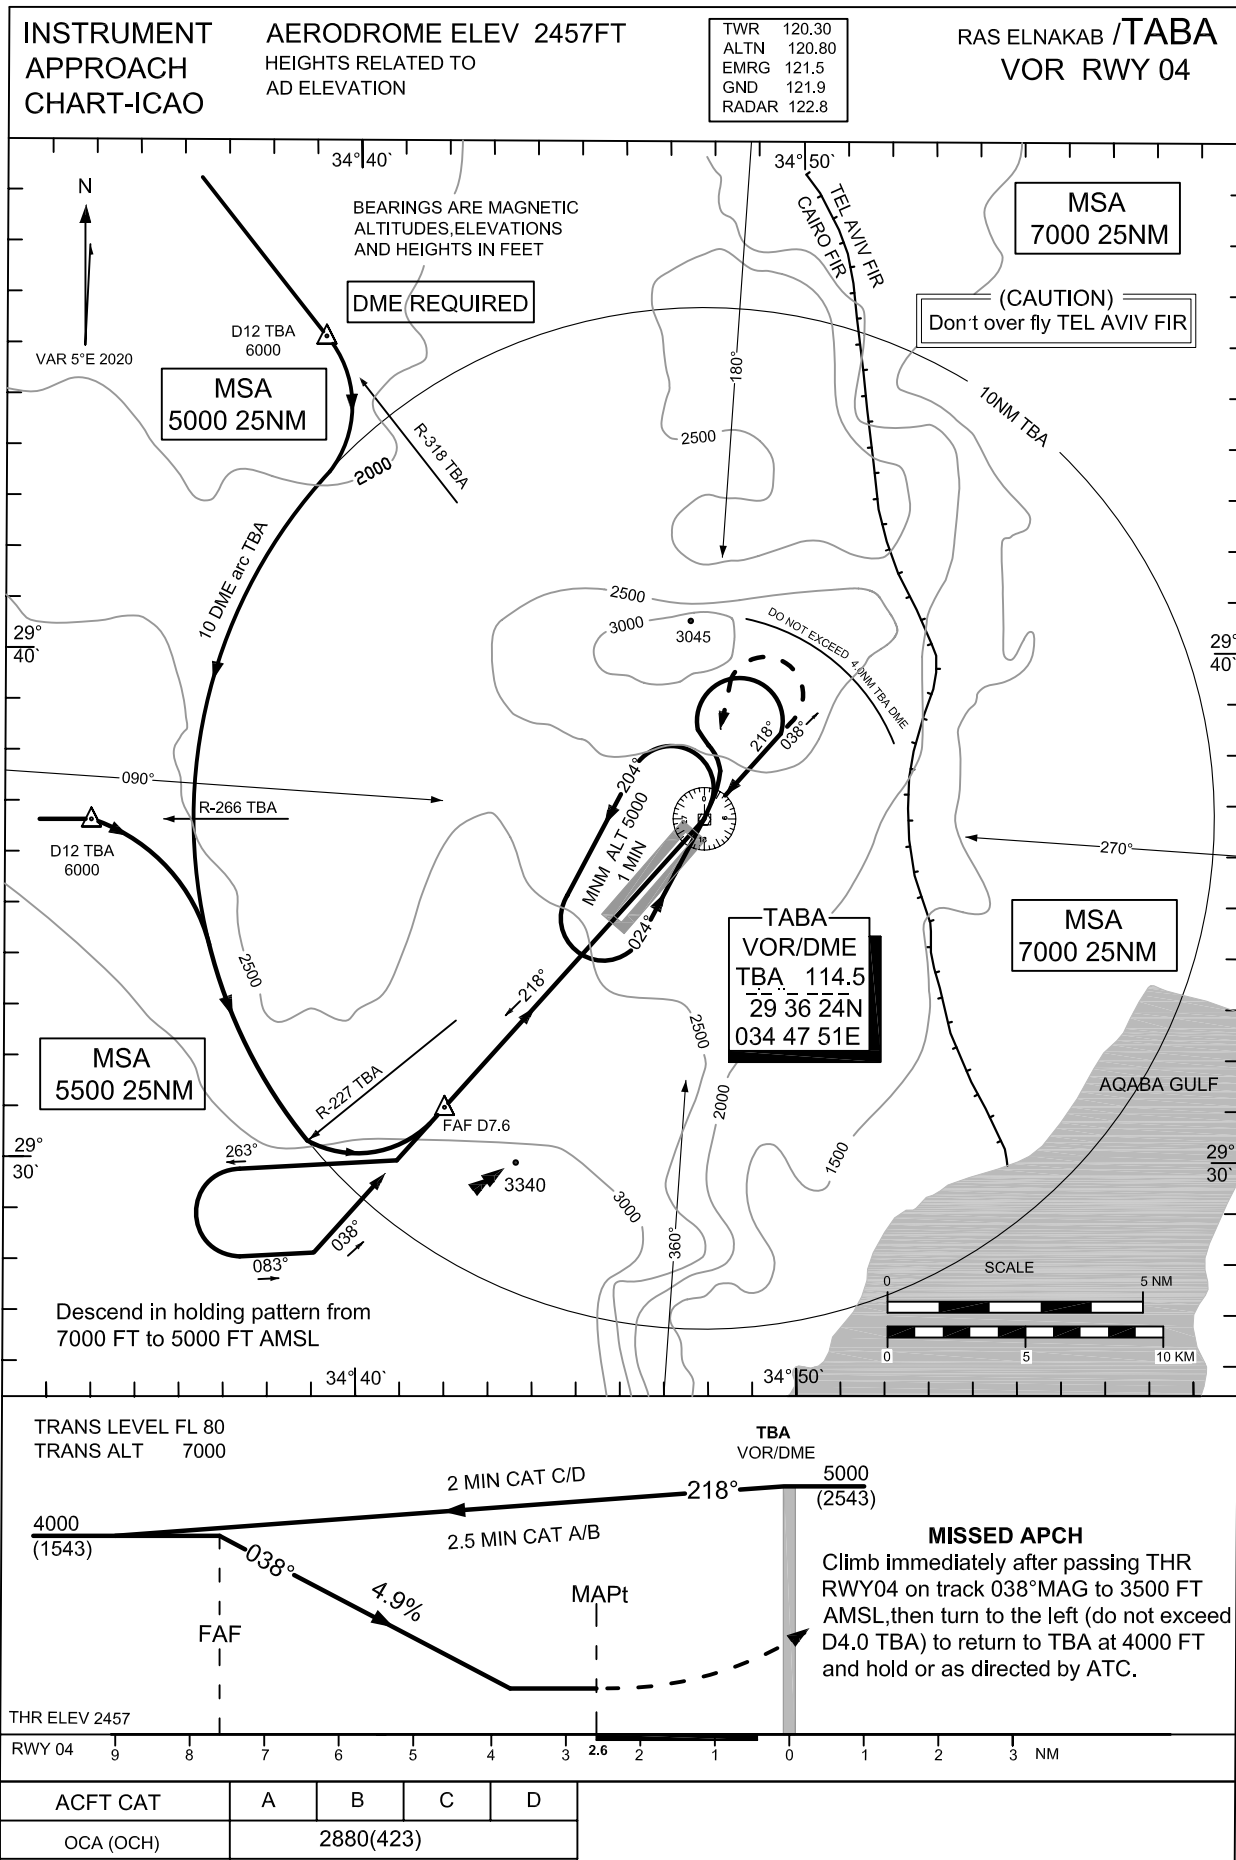 INSTRUMENT
APPROACH
CHART-ICAO
AERODROME ELEV 2457FT
HEIGHTS RELATED TO
AD ELEVATION
TWR 120.30
ALTN 120.80
EMRG 121.5
GND 121.9
RADAR 122.8
RAS ELNAKAB /TABA
VOR RWY 04
34° 40`
34° 50`
N
VAR 5°E 2020
BEARINGS ARE MAGNETIC
ALTITUDES,ELEVATIONS
AND HEIGHTS IN FEET
DME REQUIRED
TEL AVIV FIR
CAIRO FIR
MSA
7000 25NM
(CAUTION)
Don't over fly TEL AVIV FIR
D12 TBA
6000
MSA
5000 25NM
R-318 TBA
2000
180°
2500
10NM TBA
10 DME arc TBA
29°
40`
2500
3000
3045
DO NOT EXCEED 4.0NM TBA DME
29°
40`
218°
038°
090°
R-266 TBA
D12 TBA
6000
204°
MNM ALT 5000
1 MIN
024°
270°
TABA
VOR/DME
TBA 114.5
29 36 24N
034 47 51E
MSA
7000 25NM
2500
218°
2500
2000
1500
MSA
5500 25NM
R-227 TBA
FAF D7.6
AQABA GULF
29°
30`
263°
3340
3000
360°
038°
083°
29°
30`
SCALE
0 5 NM
0 5 10 KM
Descend in holding pattern from
7000 FT to 5000 FT AMSL
34° 40`
34° 50`
TRANS LEVEL FL 80
TRANS ALT 7000
TBA
VOR/DME
2 MIN CAT C/D
218°
5000
(2543)
4000
(1543)
2.5 MIN CAT A/B
038°
4.9%
FAF
MAPt
MISSED APCH
Climb immediately after passing THR
RWY04 on track 038°MAG to 3500 FT
AMSL,then turn to the left (do not exceed
D4.0 TBA) to return to TBA at 4000 FT
and hold or as directed by ATC.
THR ELEV 2457
RWY 04 9 8 7 6 5 4 3 2.6 2 1 0 1 2 3 NM
ACFT CAT A B C D
OCA (OCH) 2880(423)